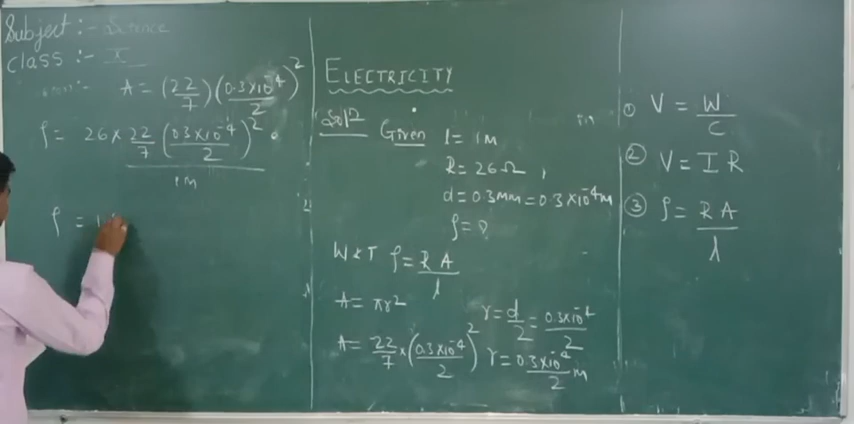 Subject :- Science
Class :- X
A = (22/7) (0.3×10⁻⁴/2)²
ρ = 26 × 22/7 (0.3×10⁻⁴/2)²
1m
ρ = 1
ELECTRICITY
Soln
Given l = 1m
R = 26Ω,
d = 0.3mm = 0.3×10⁻⁴m
ρ = ?
W K T ρ = RA/l
A = πr²
r = d/2 = 0.3×10⁻⁴/2
A = 22/7 × (0.3×10⁻⁴/2)²
r = 0.3×10⁻⁴/2 m
① V = W/C
② V = I R
③ ρ = RA/l